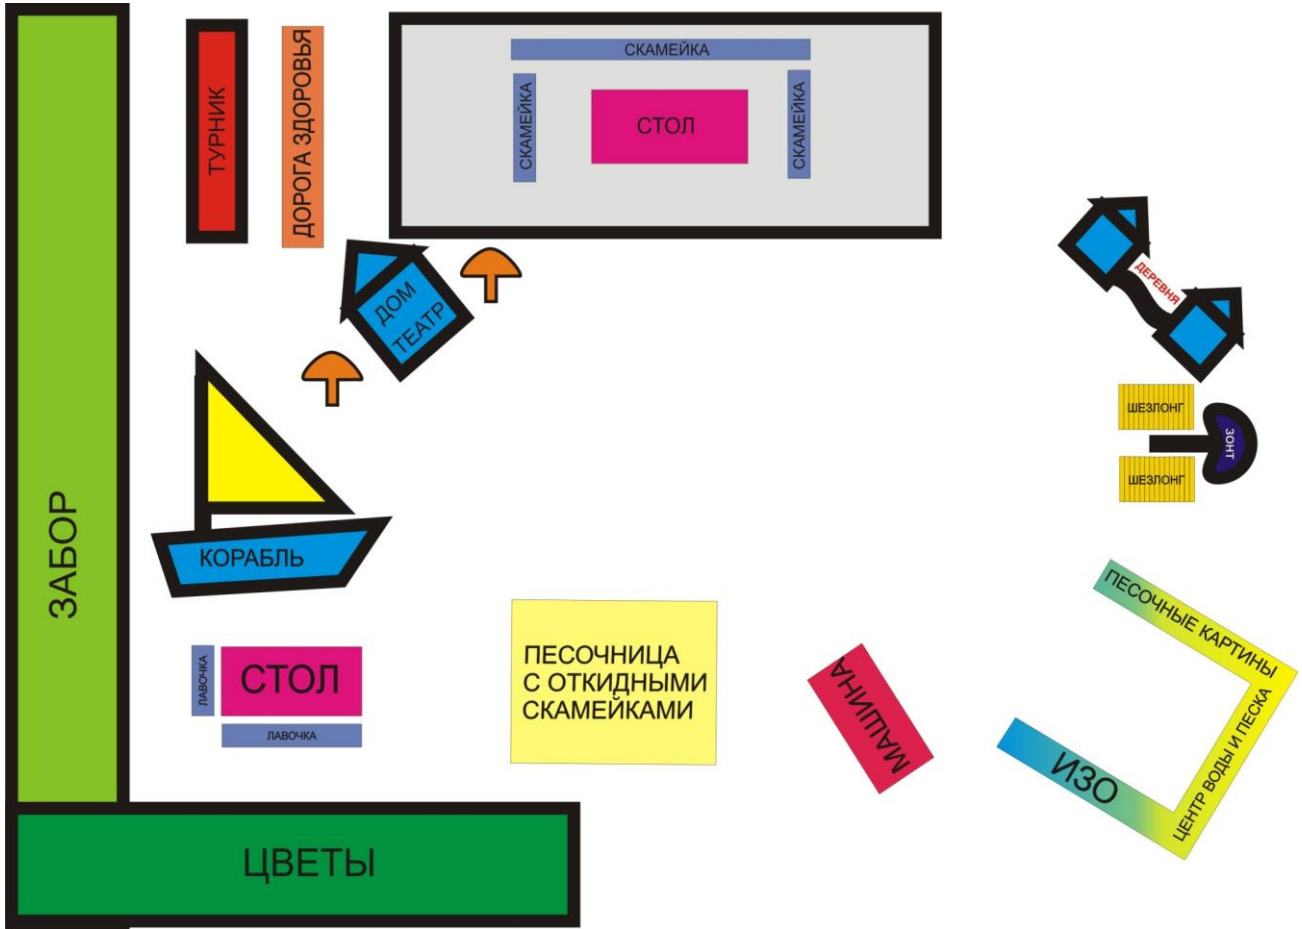 ЗАБОР
ТУРНИК
ДОРОГА ЗДОРОВЬЯ
СКАМЕЙКА
СКАМЕЙКА
СТОЛ
СКАМЕЙКА
ДОМ
ТЕАТР
ДЕРЕВНЯ
ШЕЗЛОНГ
ЗОНТ
ШЕЗЛОНГ
КОРАБЛЬ
ЛАВОЧКА
СТОЛ
ЛАВОЧКА
ПЕСОЧНИЦА
С ОТКИДНЫМИ
СКАМЕЙКАМИ
МАШИНА
ПЕСОЧНЫЕ КАРТИНЫ
ЦЕНТР ВОДЫ И ПЕСКА
ИЗО
ЦВЕТЫ